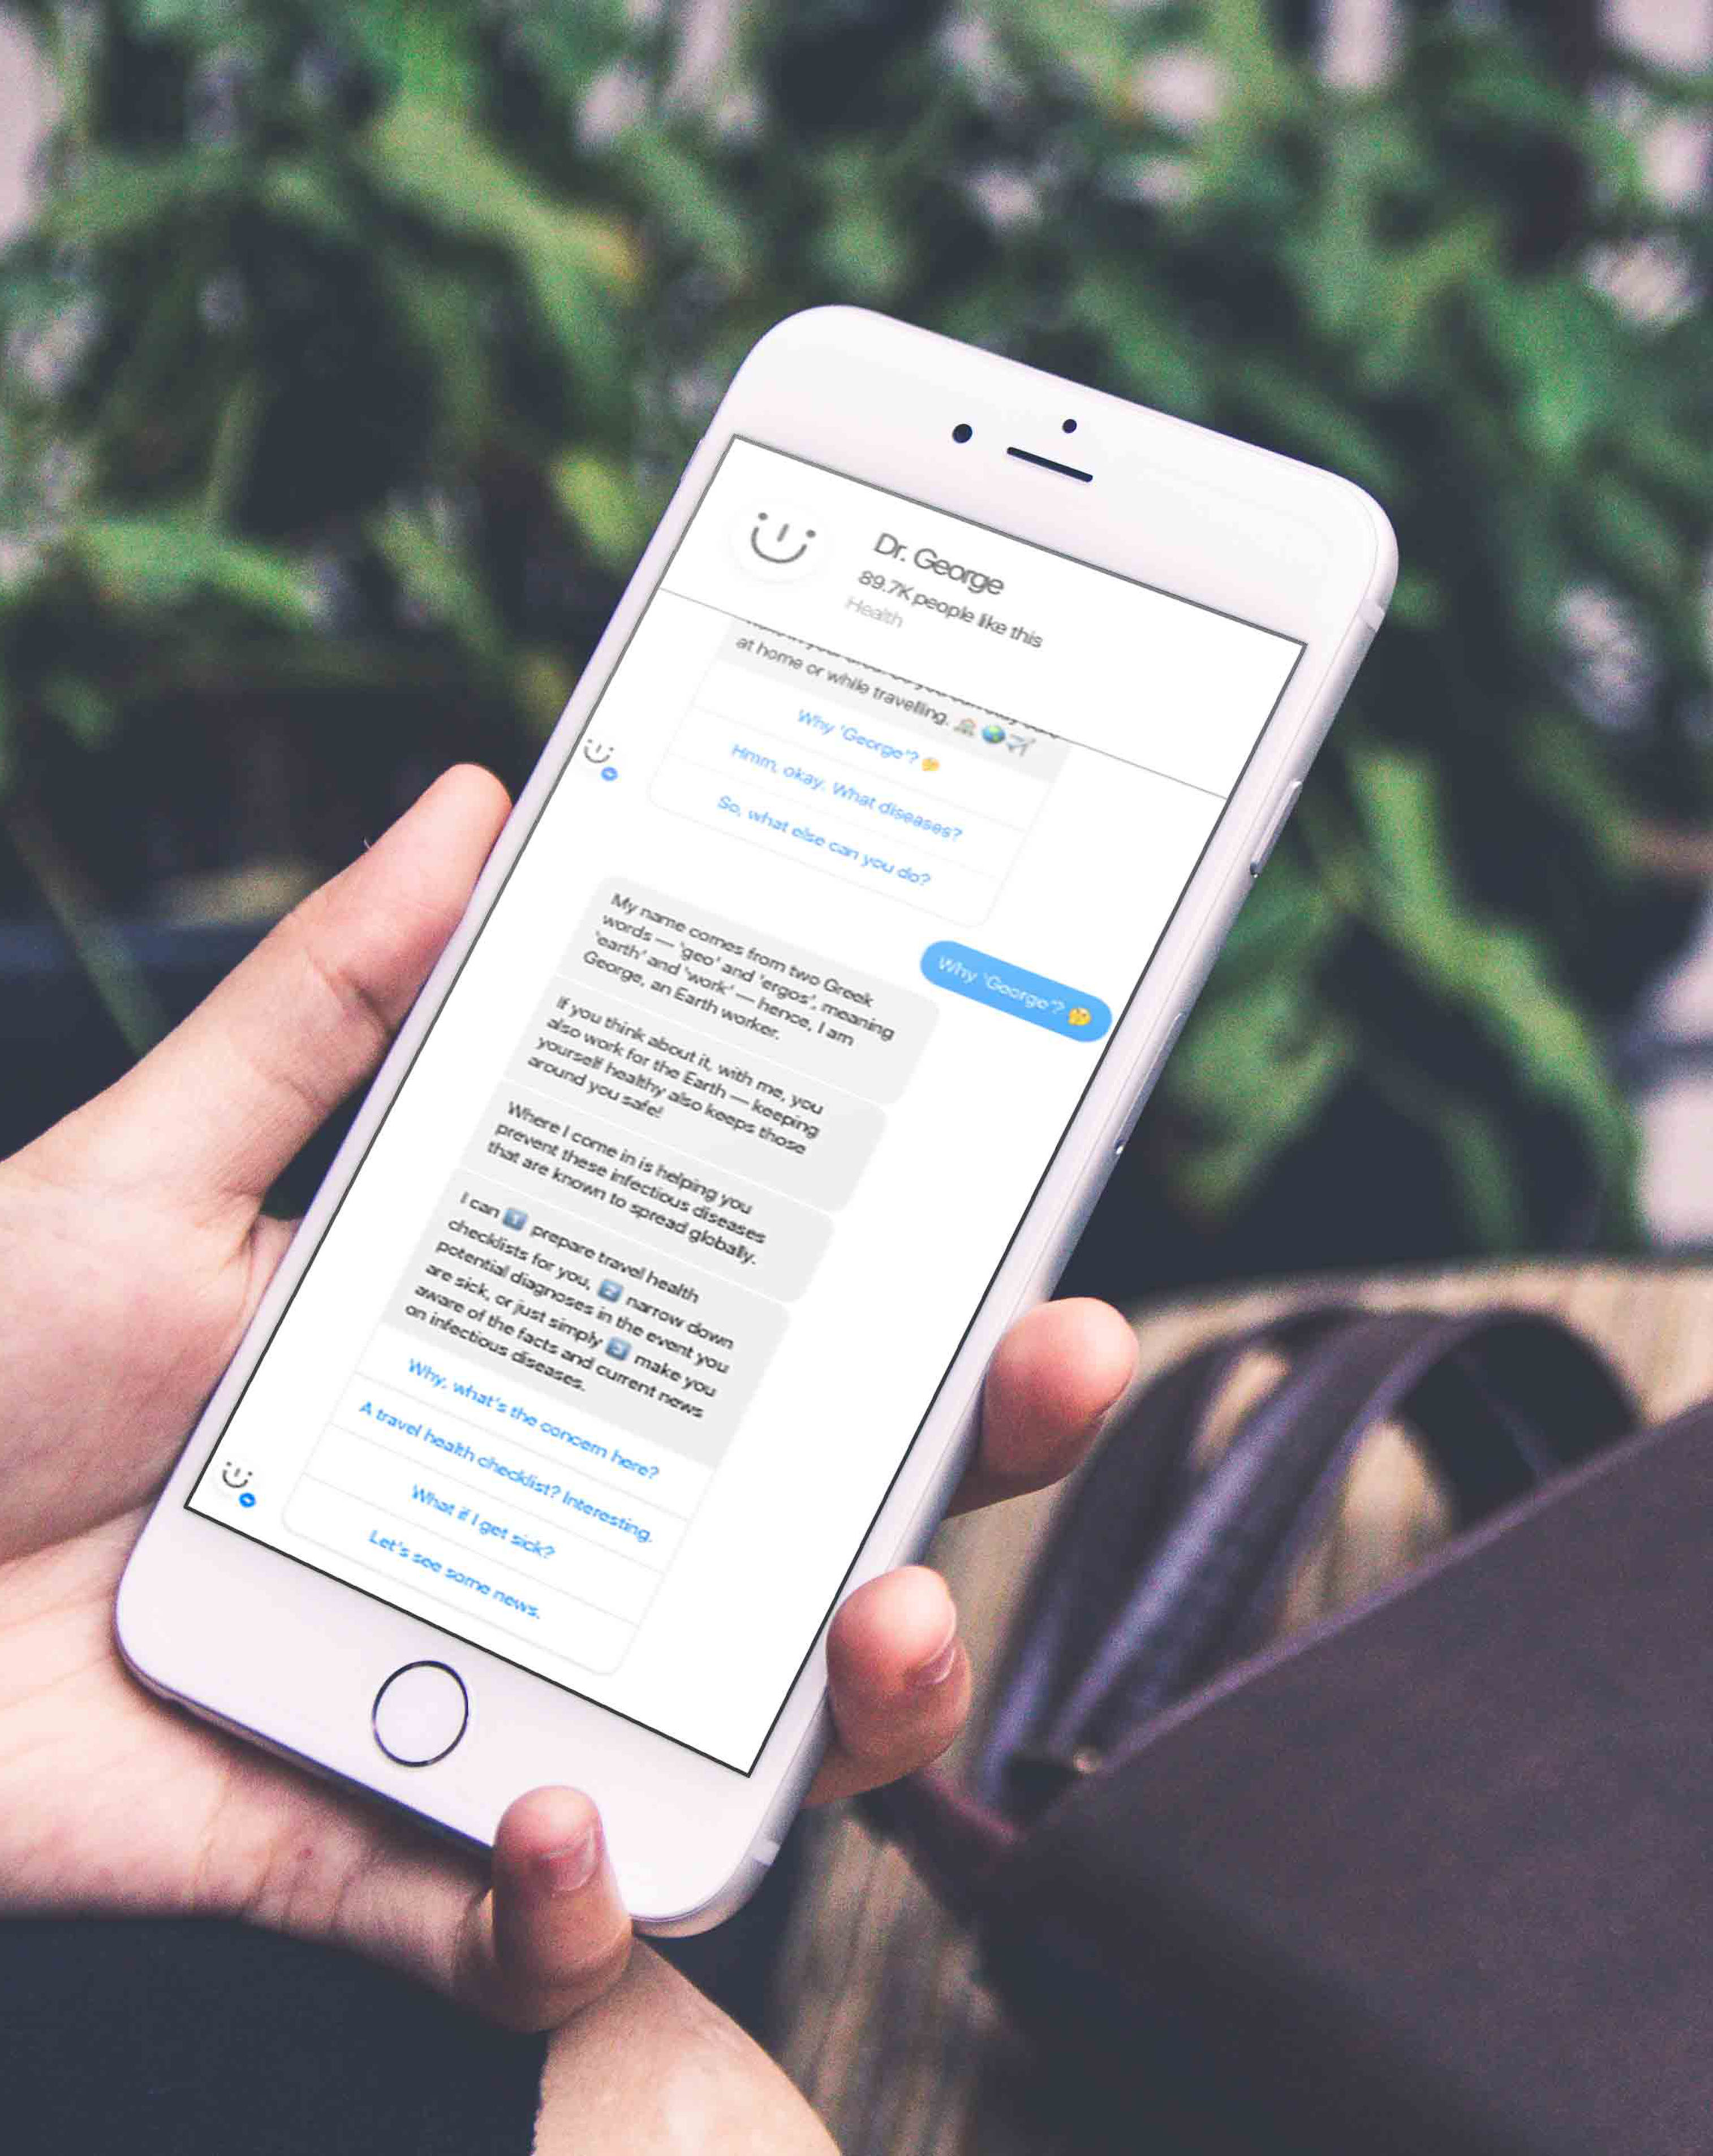 Dr. George
89.7K people like this
Health
at home or while travelling. 🏠🌍✈️
Why 'George'? 🤔
Hmm, okay. What diseases?
So, what else can you do?
Why 'George'? 🤔
My name comes from two Greek
words — 'geo' and 'ergos', meaning
'earth' and 'work' — hence, I am
George, an Earth worker.
If you think about it, with me, you
also work for the Earth — keeping
yourself healthy also keeps those
around you safe!
Where I come in is helping you
prevent these infectious diseases
that are known to spread globally.
I can 1️⃣ prepare travel health
checklists for you, 2️⃣ narrow down
potential diagnoses in the event you
are sick, or just simply 3️⃣ make you
aware of the facts and current news
on infectious diseases.
Why, what's the concern here?
A travel health checklist? Interesting.
What if I get sick?
Let's see some news.